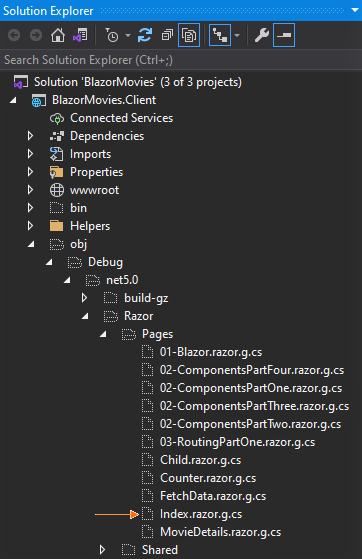 Solution Explorer
Search Solution Explorer (Ctrl+;)
Solution 'BlazorMovies' (3 of 3 projects)
BlazorMovies.Client
Connected Services
Dependencies
Imports
Properties
wwwroot
bin
Helpers
obj
Debug
net5.0
build-gz
Razor
Pages
01-Blazor.razor.g.cs
02-ComponentsPartFour.razor.g.cs
02-ComponentsPartOne.razor.g.cs
02-ComponentsPartThree.razor.g.cs
02-ComponentsPartTwo.razor.g.cs
03-RoutingPartOne.razor.g.cs
Child.razor.g.cs
Counter.razor.g.cs
FetchData.razor.g.cs
Index.razor.g.cs
MovieDetails.razor.g.cs
Shared